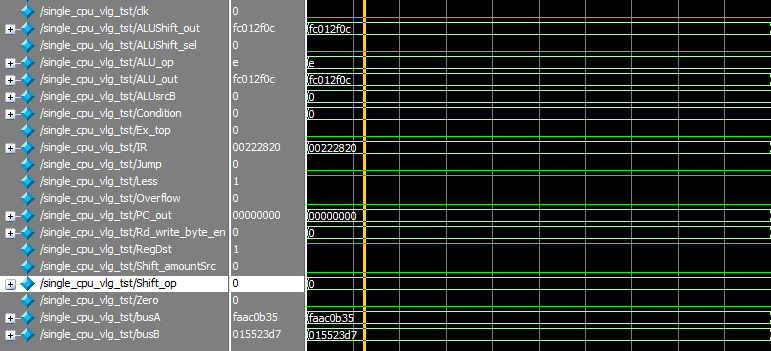 /single_cpu_vlg_tst/clk 0
/single_cpu_vlg_tst/ALUShift_out fc012f0c fc012f0c
/single_cpu_vlg_tst/ALUShift_sel 0
/single_cpu_vlg_tst/ALU_op e e
/single_cpu_vlg_tst/ALU_out fc012f0c fc012f0c
/single_cpu_vlg_tst/ALUsrcB 0 0
/single_cpu_vlg_tst/Condition 0 0
/single_cpu_vlg_tst/Ex_top 0
/single_cpu_vlg_tst/IR 00222820 00222820
/single_cpu_vlg_tst/Jump 0
/single_cpu_vlg_tst/Less 1
/single_cpu_vlg_tst/Overflow 0
/single_cpu_vlg_tst/PC_out 00000000 00000000
/single_cpu_vlg_tst/Rd_write_byte_en 0 0
/single_cpu_vlg_tst/RegDst 1
/single_cpu_vlg_tst/Shift_amountSrc 0
/single_cpu_vlg_tst/Shift_op 0 0
/single_cpu_vlg_tst/Zero 0
/single_cpu_vlg_tst/busA faac0b35 faac0b35
/single_cpu_vlg_tst/busB 015523d7 015523d7